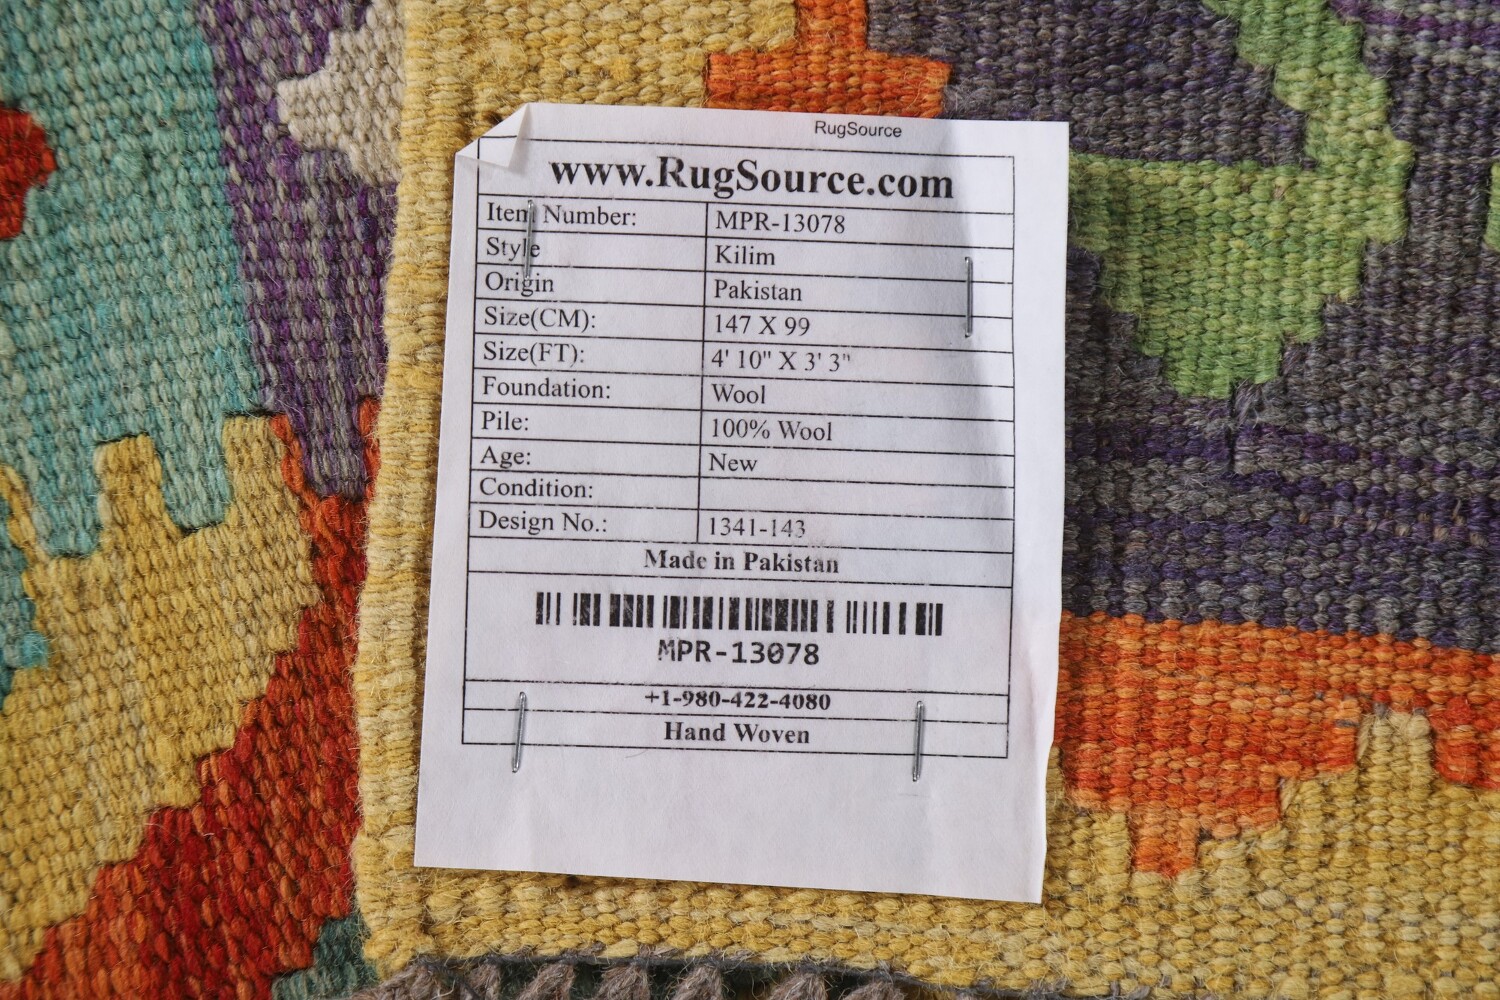 RugSource
www.RugSource.com
Item Number: MPR-13078
Style Kilim
Origin Pakistan
Size(CM): 147 X 99
Size(FT): 4' 10" X 3' 3"
Foundation: Wool
Pile: 100% Wool
Age: New
Condition:
Design No.: 1341-143
Made in Pakistan
MPR-13078
+1-980-422-4080
Hand Woven